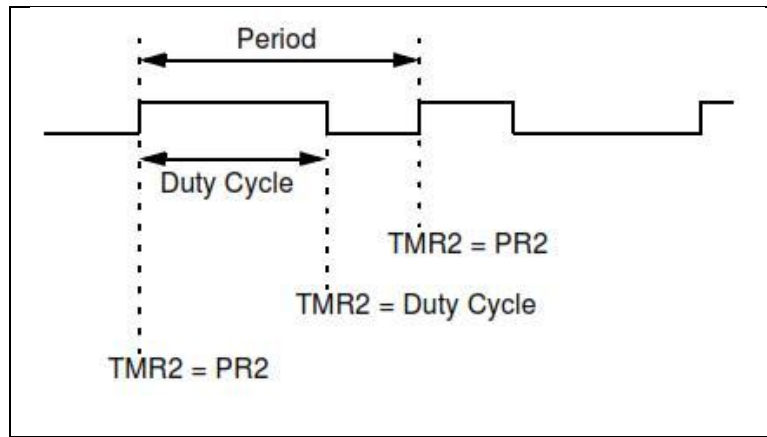 Period
Duty Cycle
TMR2 = PR2
TMR2 = Duty Cycle
TMR2 = PR2